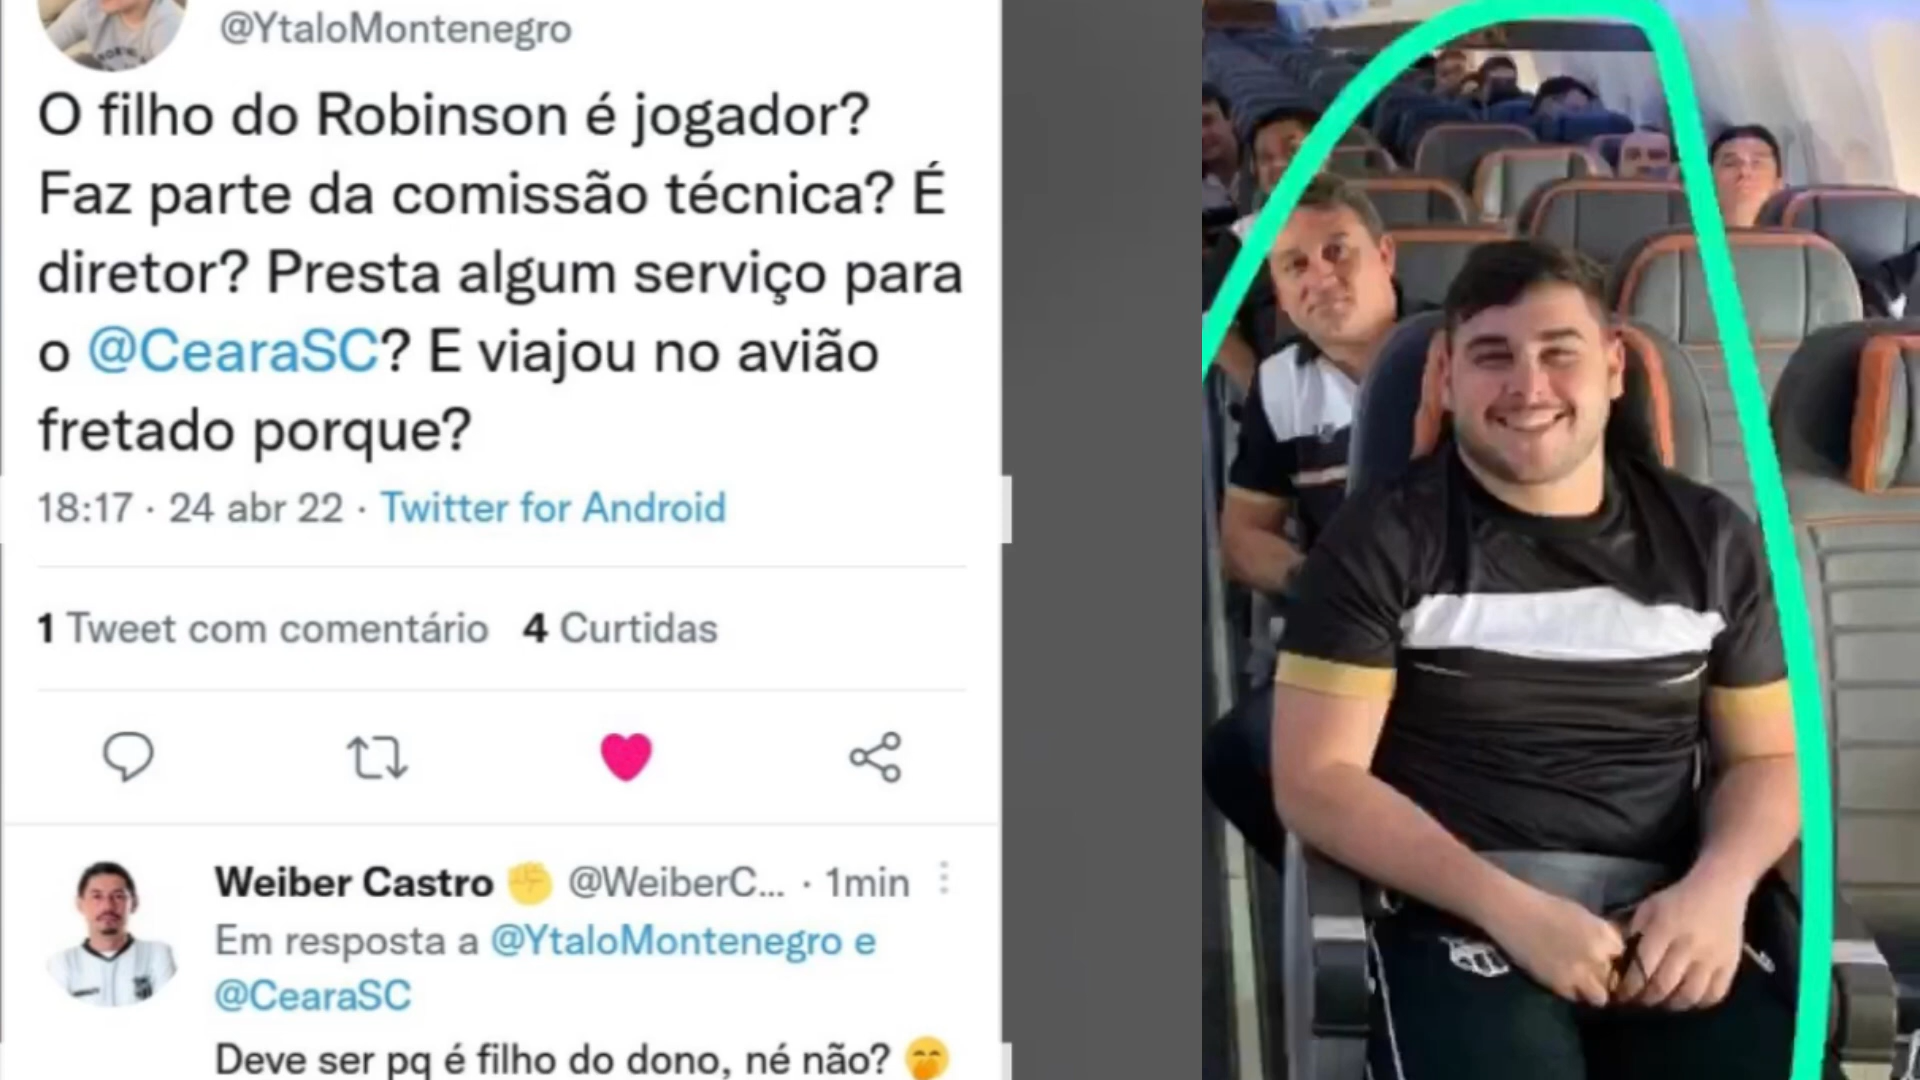 @YtaloMontenegro
O filho do Robinson é jogador?
Faz parte da comissão técnica? É
diretor? Presta algum serviço para
o @CearaSC? E viajou no avião
fretado porque?
18:17 · 24 abr 22 · Twitter for Android
1 Tweet com comentário 4 Curtidas
Weiber Castro ✊ @WeiberC... · 1min
Em resposta a @YtaloMontenegro e
@CearaSC
Deve ser pq é filho do dono, né não? 🤭